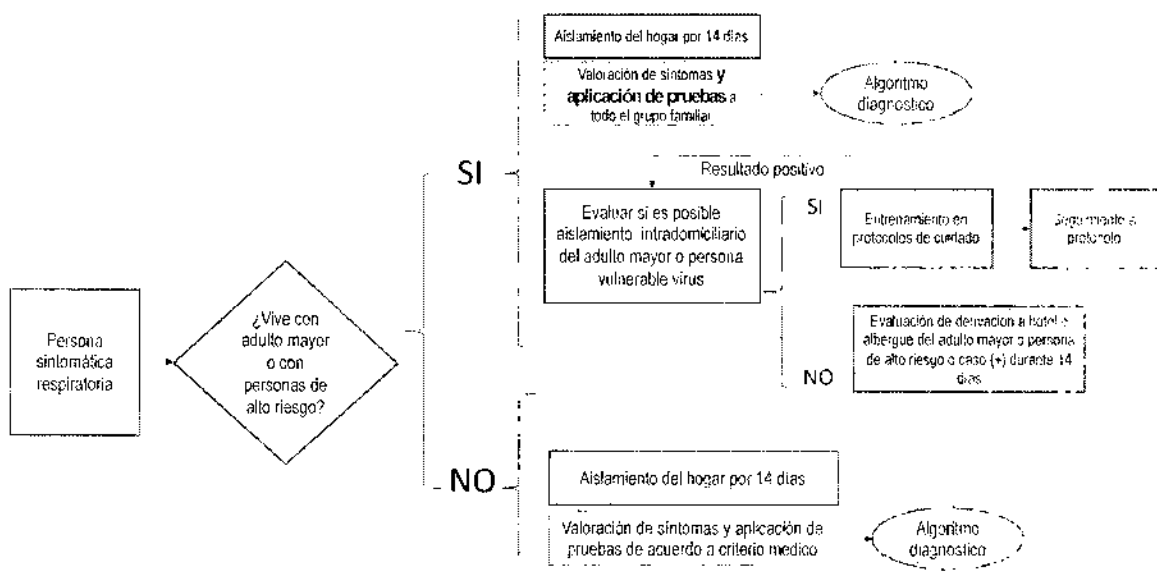 Persona
sintomática
respiratoria
¿Vive con
adulto mayor
o con
personas de
alto riesgo?
SI
Aislamiento del hogar por 14 días
Valoración de síntomas y
aplicación de pruebas a
todo el grupo familiar
Algoritmo
diagnostico
Resultado positivo
Evaluar si es posible
aislamiento intradomiciliario
del adulto mayor o persona
vulnerable virus
SI
Entrenamiento en
protocolos de cuidado
Seguimiento a
protocolo
NO
Evaluación de derivacion a hotel o
albergue del adulto mayor o persona
de alto riesgo o caso (+) durante 14
dias
NO
Aislamiento del hogar por 14 dias
Valoración de síntomas y aplicación de
pruebas de acuerdo a criterio medico
Algoritmo
diagnostico